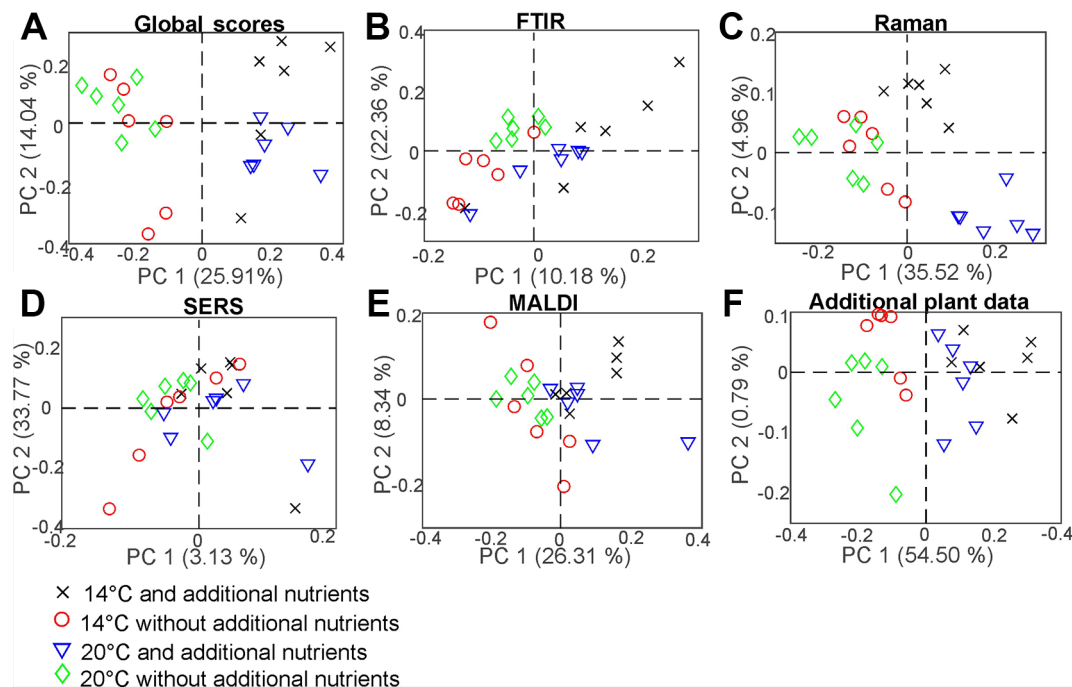 A Global scores
0.2
0
-0.2
-0.4
-0.4 -0.2 0 0.2 0.4
PC 2 (14.04 %)
PC 1 (25.91%)
B FTIR
0.4
0.2
0
-0.2
-0.2 0 0.2
PC 2 (22.36 %)
PC 1 (10.18 %)
C Raman
0.2
0.1
0
-0.1
-0.2 0 0.2
PC 2 (4.96 %)
PC 1 (35.52 %)
D SERS
0.2
0
-0.2
-0.4
-0.2 0 0.2
PC 2 (33.77 %)
PC 1 (3.13 %)
E MALDI
0.2
0
-0.2
-0.4 -0.2 0 0.2 0.4
PC 2 (8.34 %)
PC 1 (26.31 %)
F Additional plant data
0.1
0
-0.1
-0.2
-0.4 -0.2 0 0.2 -0.4
PC 2 (0.79 %)
PC 1 (54.50 %)
14°C and additional nutrients
14°C without additional nutrients
20°C and additional nutrients
20°C without additional nutrients